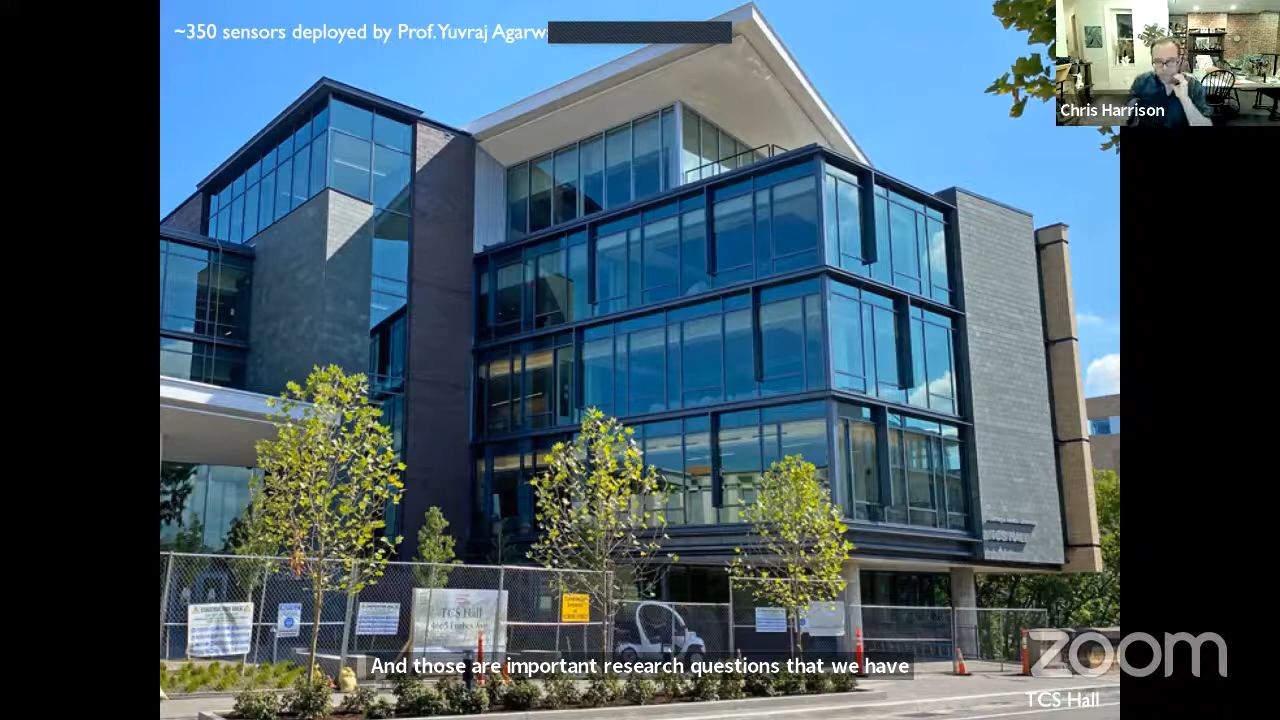 ~350 sensors deployed by Prof. Yuvraj Agarw
Chris Harrison
TCS HALL
TCS Hall
4665 Forbes Ave
And those are important research questions that we have
zoom
TCS Hall